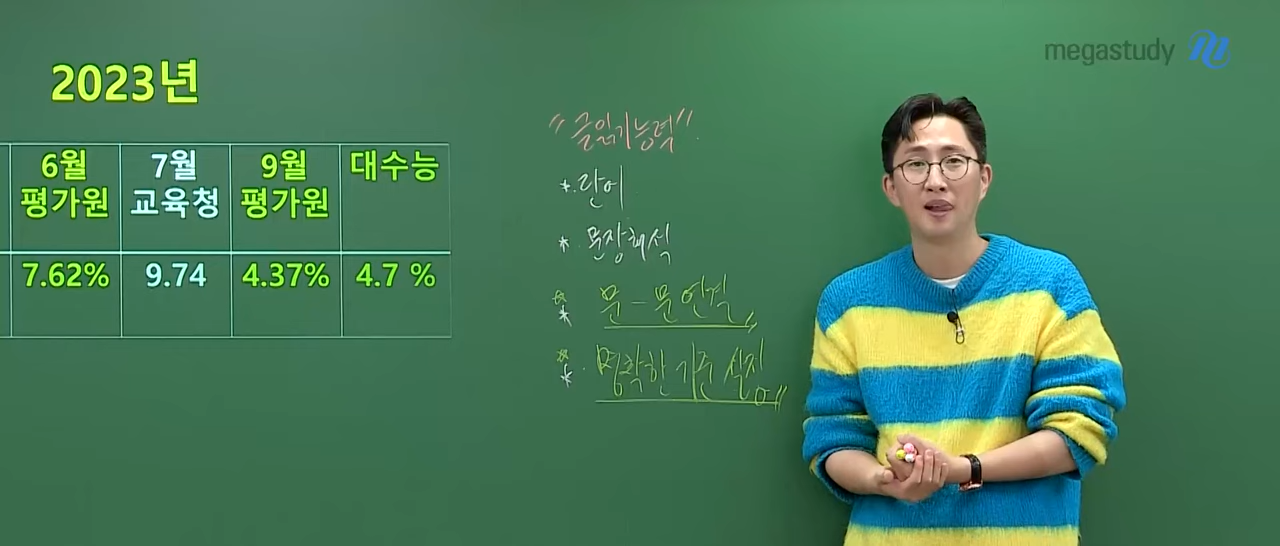 megastudy
2023년
6월 평가원 7월 교육청 9월 평가원 대수능
7.62% 9.74 4.37% 4.7 %
"글읽기능력".
*. 단어
*. 문장해석
* 문 – 문 연결
*. 명확한 기준 설정